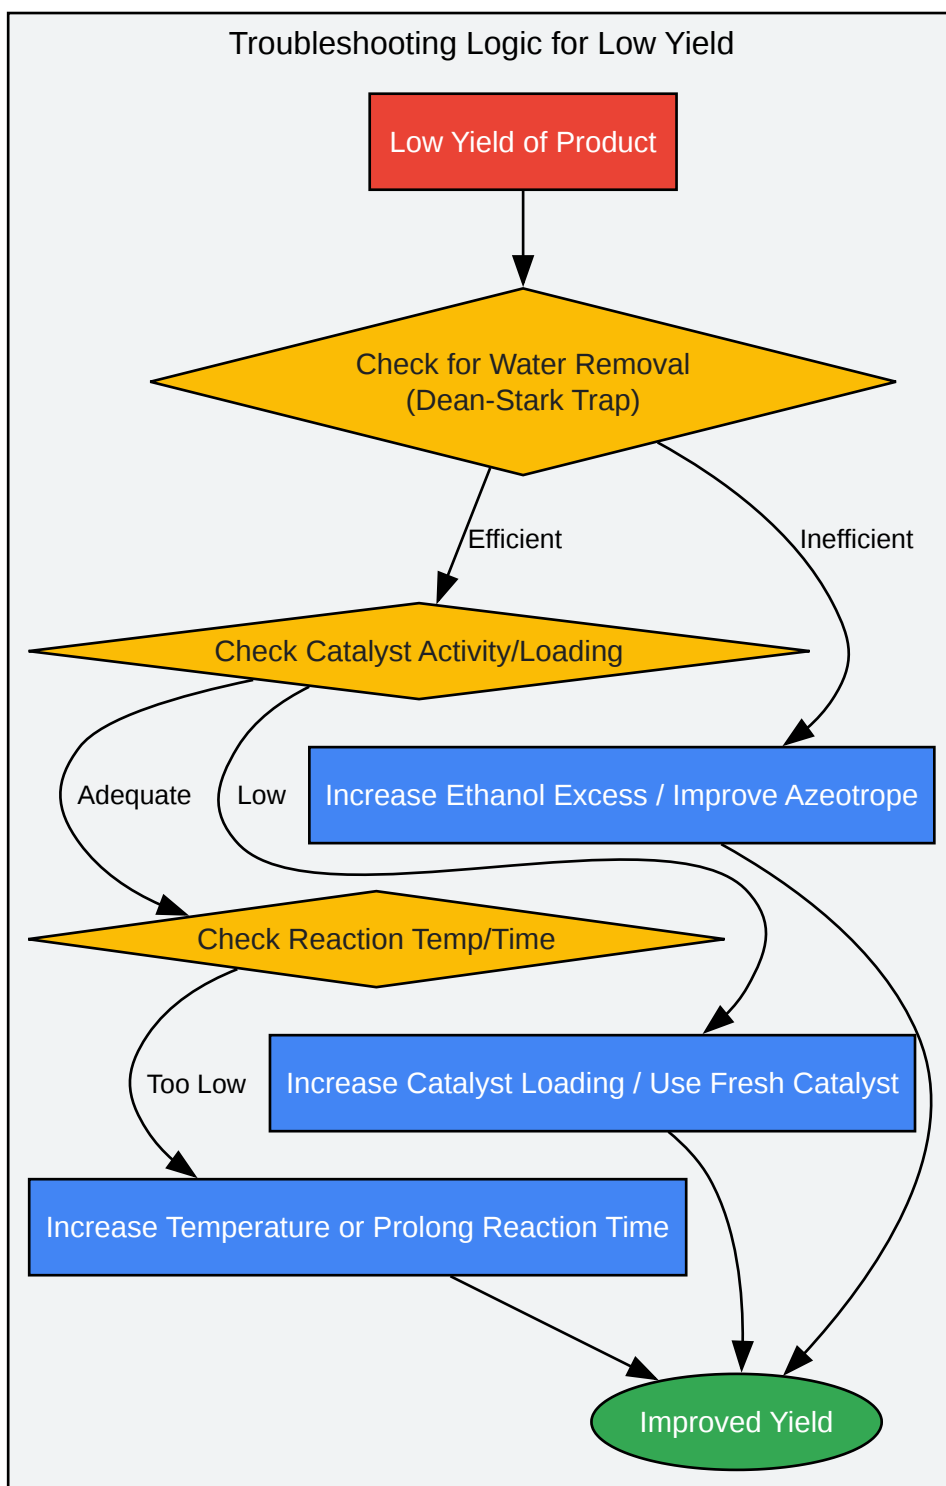 Troubleshooting Logic for Low Yield
Low Yield of Product
Check for Water Removal
(Dean-Stark Trap)
Efficient
Inefficient
Check Catalyst Activity/Loading
Adequate
Low
Increase Ethanol Excess / Improve Azeotrope
Check Reaction Temp/Time
Too Low
Increase Catalyst Loading / Use Fresh Catalyst
Increase Temperature or Prolong Reaction Time
Improved Yield